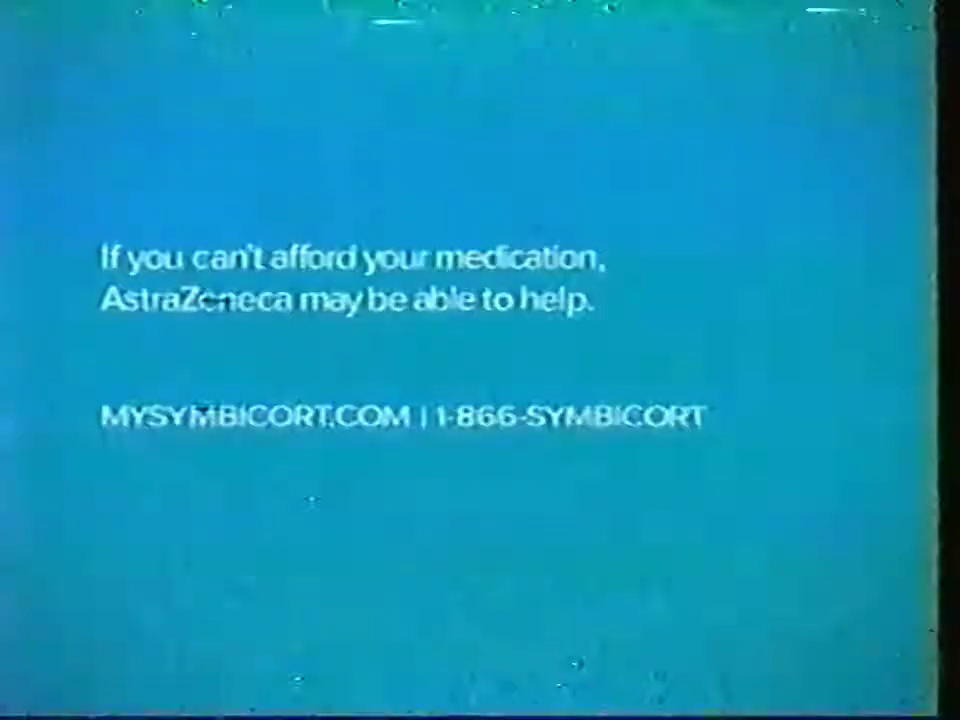 If you can't afford your medication,
AstraZeneca may be able to help.
MYSYMBICORT.COM | 1-866-SYMBICORT